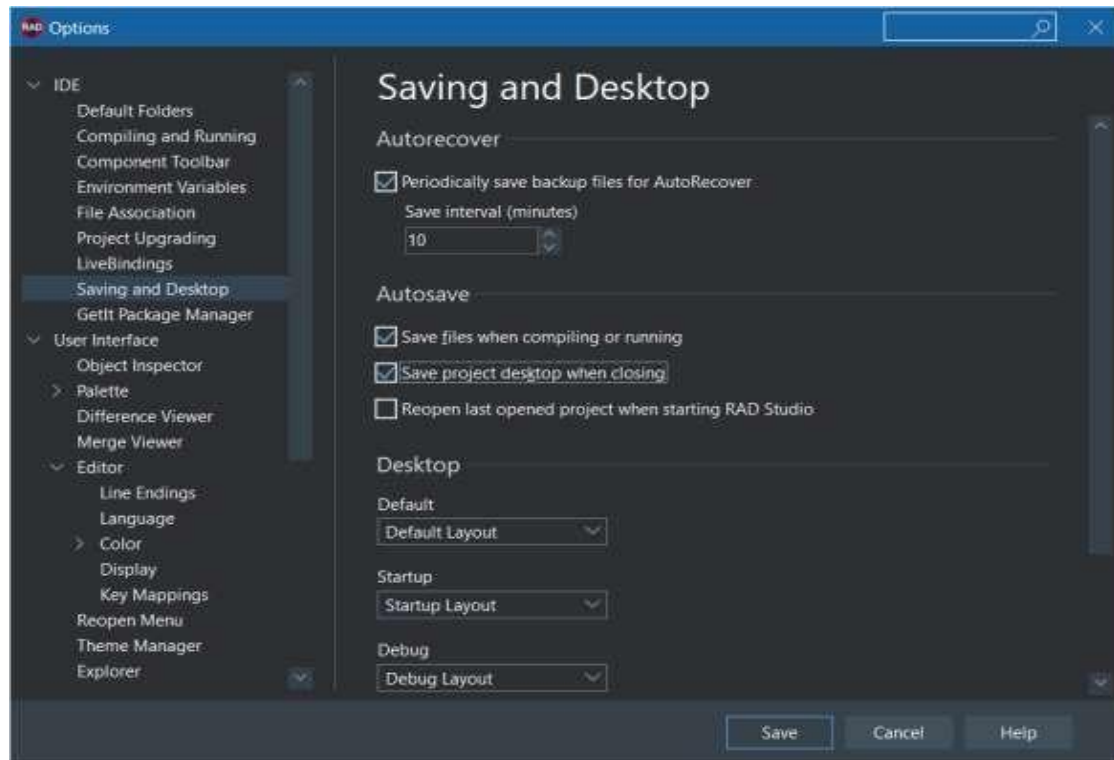 RAD Options
IDE
Default Folders
Compiling and Running
Component Toolbar
Environment Variables
File Association
Project Upgrading
LiveBindings
Saving and Desktop
GetIt Package Manager
User Interface
Object Inspector
Palette
Difference Viewer
Merge Viewer
Editor
Line Endings
Language
Color
Display
Key Mappings
Reopen Menu
Theme Manager
Explorer
Saving and Desktop
Autorecover
Periodically save backup files for AutoRecover
Save interval (minutes)
10
Autosave
Save files when compiling or running
Save project desktop when closing
Reopen last opened project when starting RAD Studio
Desktop
Default
Default Layout
Startup
Startup Layout
Debug
Debug Layout
Save Cancel Help